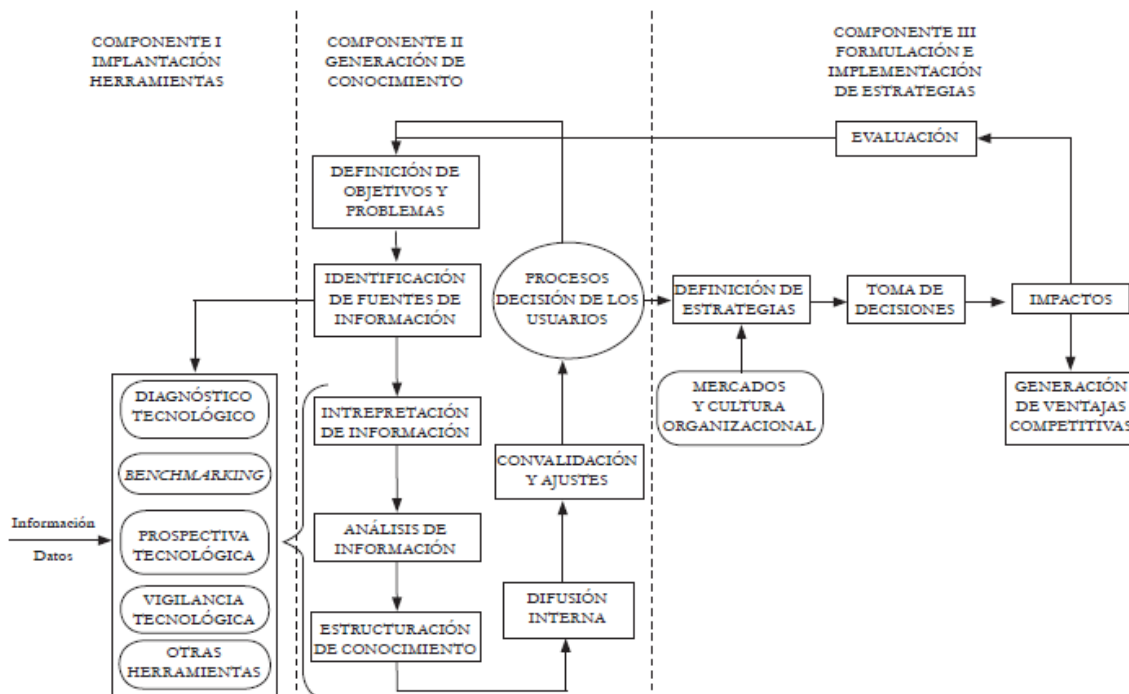 COMPONENTE I
IMPLANTACIÓN
HERRAMIENTAS
COMPONENTE II
GENERACIÓN DE
CONOCIMIENTO
COMPONENTE III
FORMULACIÓN E
IMPLEMENTACIÓN
DE ESTRATEGIAS
EVALUACIÓN
DEFINICIÓN DE
OBJETIVOS Y
PROBLEMAS
IDENTIFICACIÓN
DE FUENTES DE
INFORMACIÓN
PROCESOS
DECISIÓN DE LOS
USUARIOS
DEFINICIÓN DE
ESTRATEGIAS
TOMA DE
DECISIONES
IMPACTOS
DIAGNÓSTICO
TECNOLÓGICO
INTREPRETACIÓN
DE INFORMACIÓN
MERCADOS
Y CULTURA
ORGANIZACIONAL
GENERACIÓN
DE VENTAJAS
COMPETITIVAS
BENCHMARKING
CONVALIDACIÓN
Y AJUSTES
Información
Datos
PROSPECTIVA
TECNOLÓGICA
ANÁLISIS DE
INFORMACIÓN
VIGILANCIA
TECNOLÓGICA
DIFUSIÓN
INTERNA
ESTRUCTURACIÓN
DE CONOCIMIENTO
OTRAS
HERRAMIENTAS